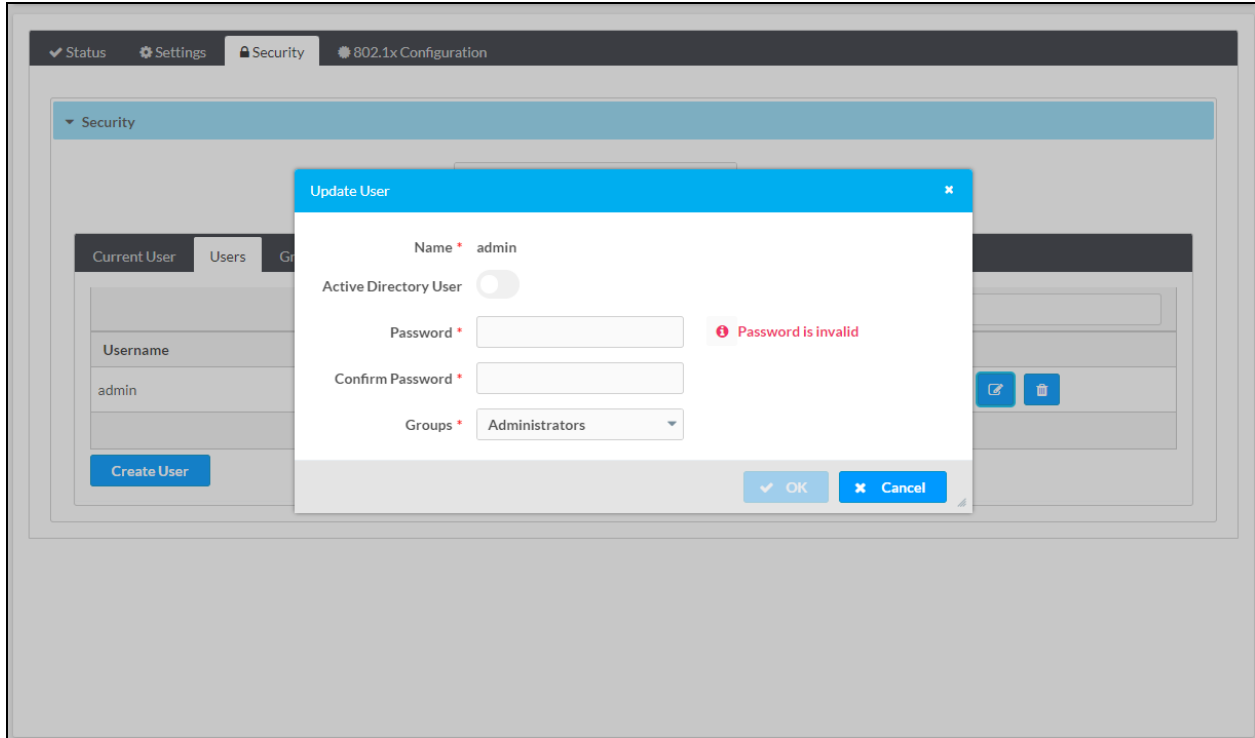 Status Settings Security 802.1x Configuration
Security
Update User
Name * admin
Current User Users Gr
Active Directory User
Password * Password is invalid
Username
Confirm Password *
admin
Groups * Administrators
Create User
OK Cancel